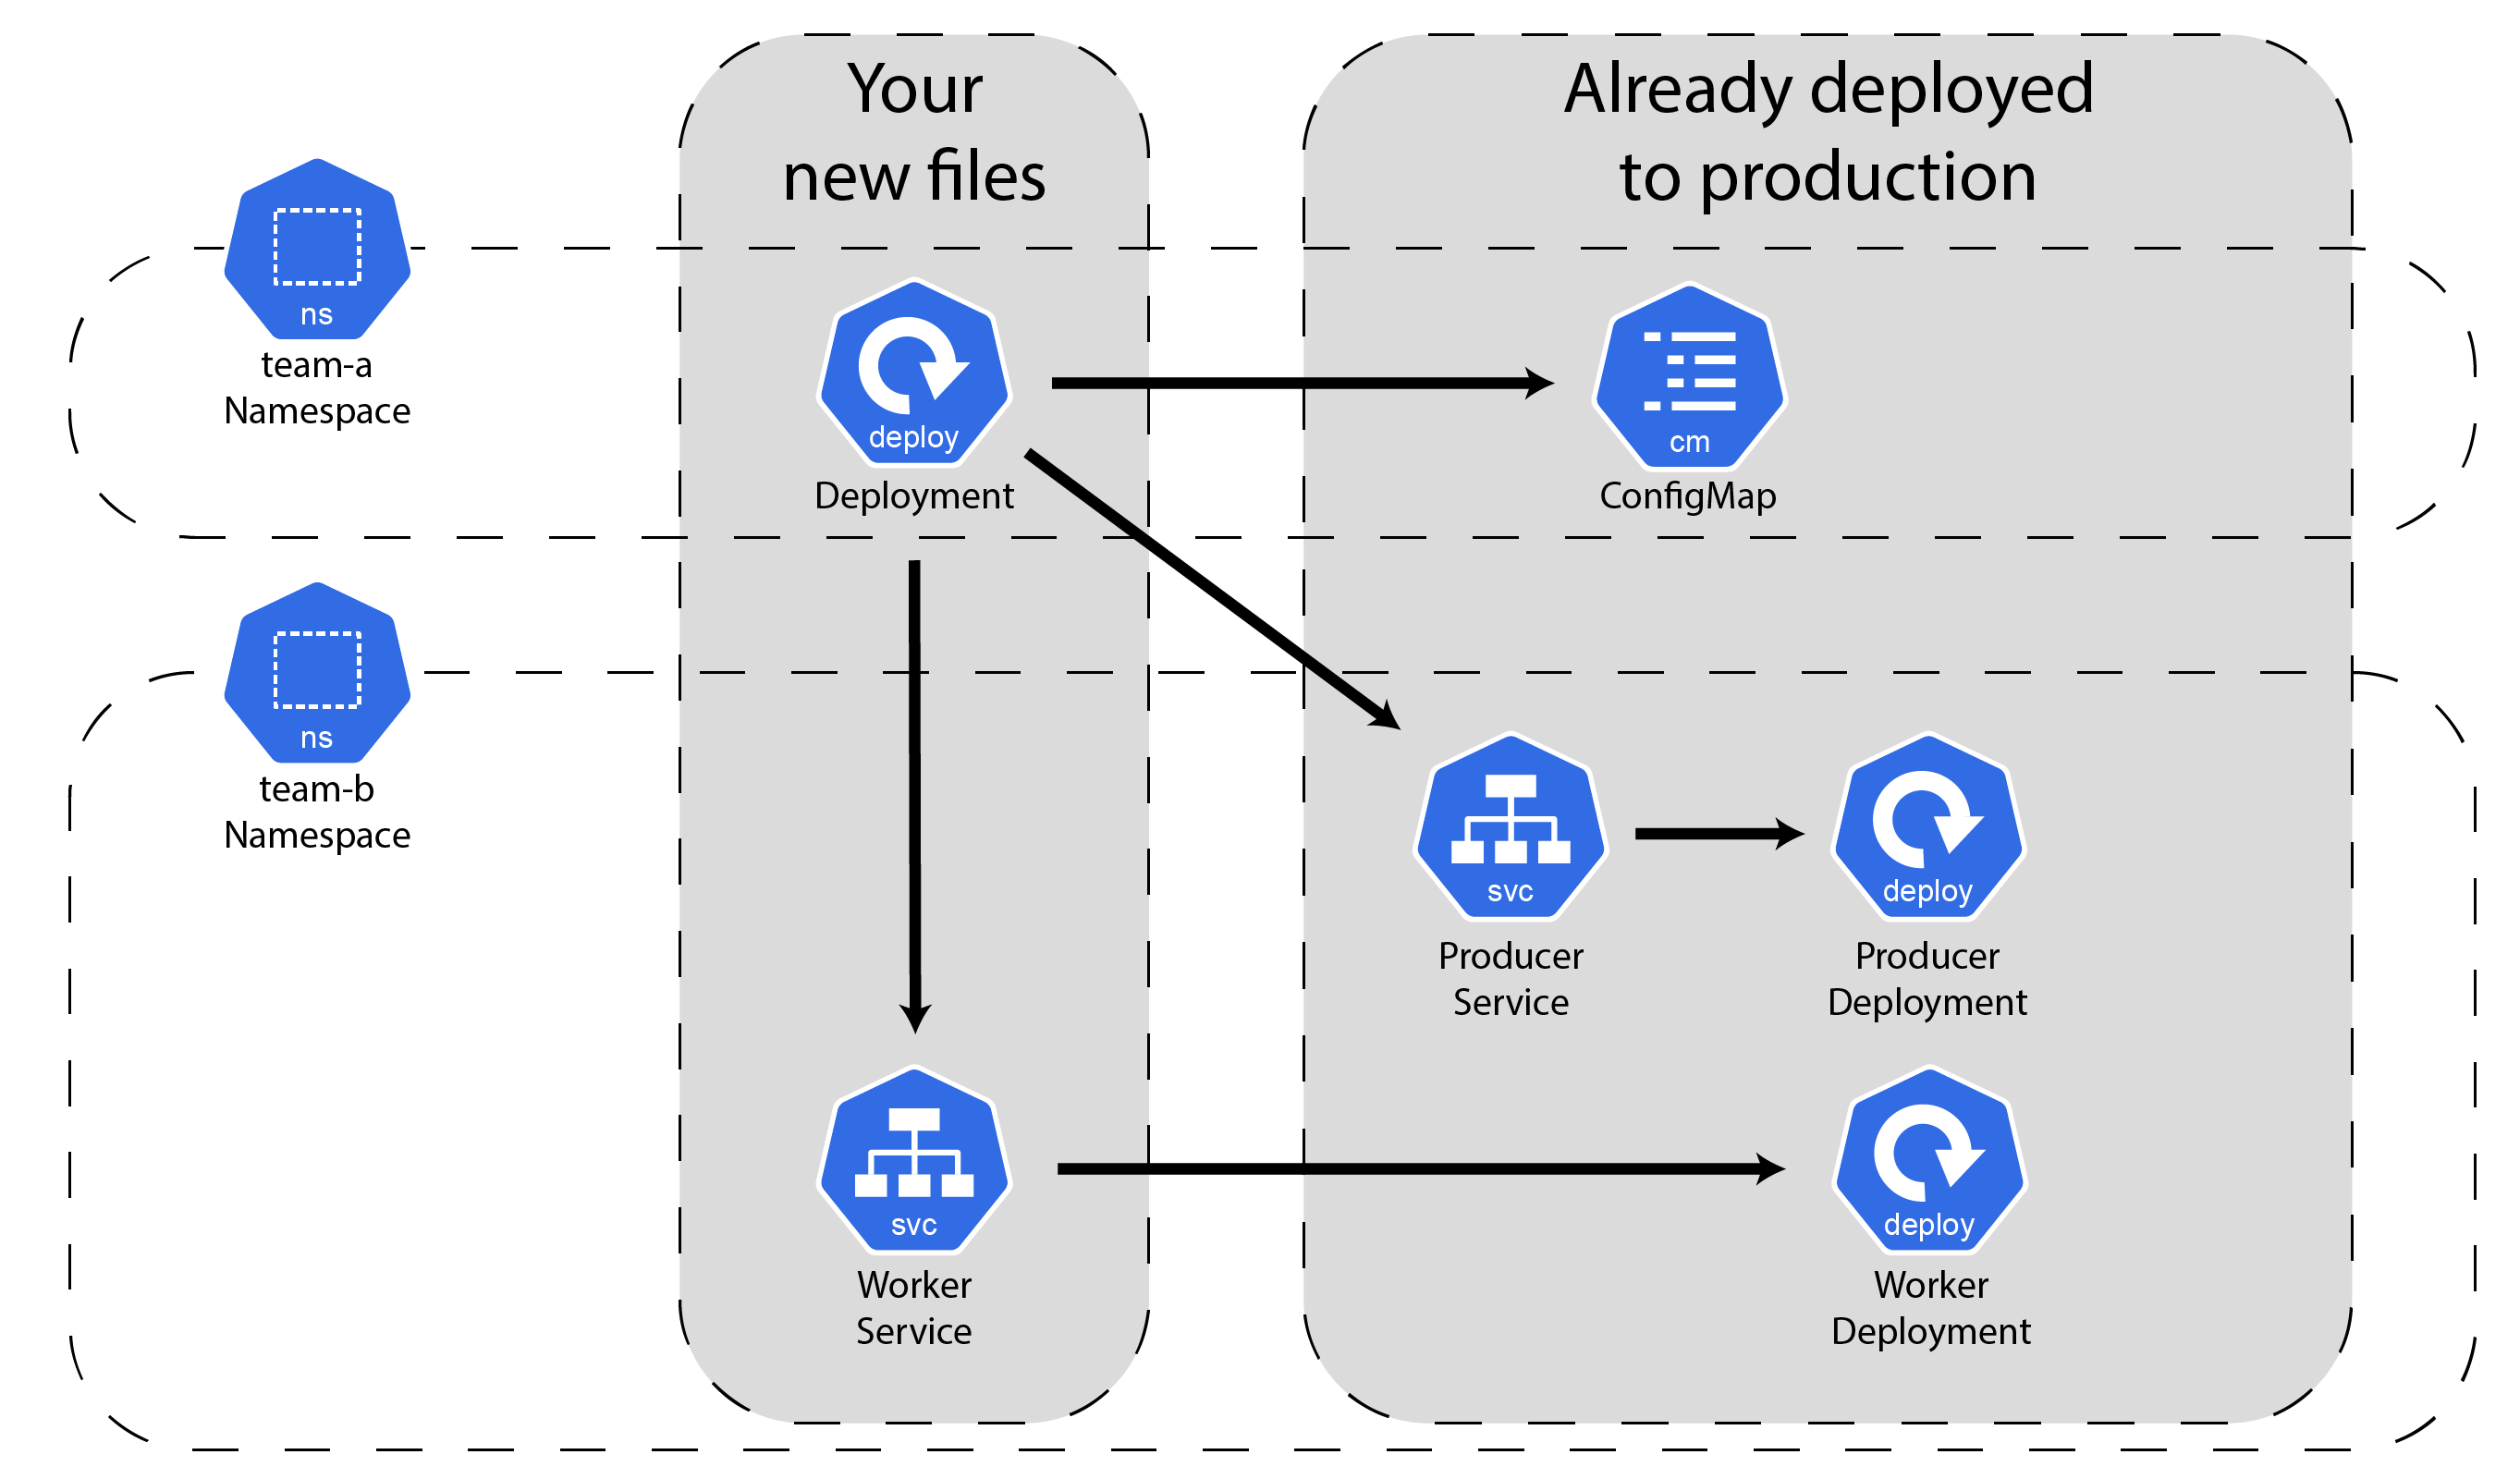 Your
new files
Already deployed
to production
ns
team-a
Namespace
deploy
Deployment
cm
ConfigMap
ns
team-b
Namespace
svc
Producer
Service
deploy
Producer
Deployment
svc
Worker
Service
deploy
Worker
Deployment